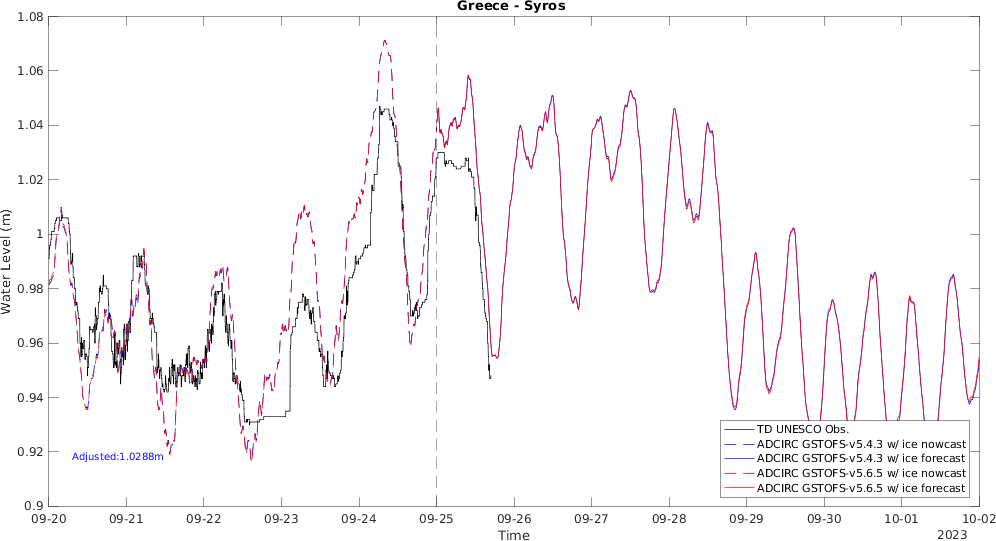 Greece - Syros
1.08
1.06
1.04
1.02
1
0.98
0.96
0.94
0.92
0.9
Water Level (m)
Adjusted:1.0288m
TD UNESCO Obs.
ADCIRC GSTOFS-v5.4.3 w/ ice nowcast
ADCIRC GSTOFS-v5.4.3 w/ ice forecast
ADCIRC GSTOFS-v5.6.5 w/ ice nowcast
ADCIRC GSTOFS-v5.6.5 w/ ice forecast
09-20 09-21 09-22 09-23 09-24 09-25 09-26 09-27 09-28 09-29 09-30 10-01 10-02
Time
2023